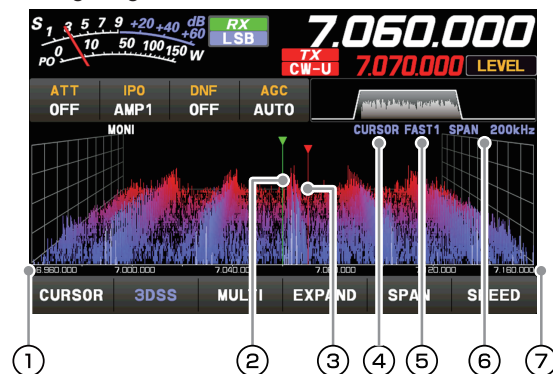 S 1 3 5 7 9 +20 +40 +60 dB
PO 0 10 50 100 150 W
RX
LSB
7.060.000
TX
CW-U
7.070.000
LEVEL
ATT IPO DNF AGC
OFF AMP1 OFF AUTO
MONI
CURSOR FAST1 SPAN 200kHz
6.960.000 7.000.000 7.040.000 7.080.000 7.120.000 7.160.000
CURSOR 3DSS MULTI EXPAND SPAN SPEED
1 2 3 4 5 6 7